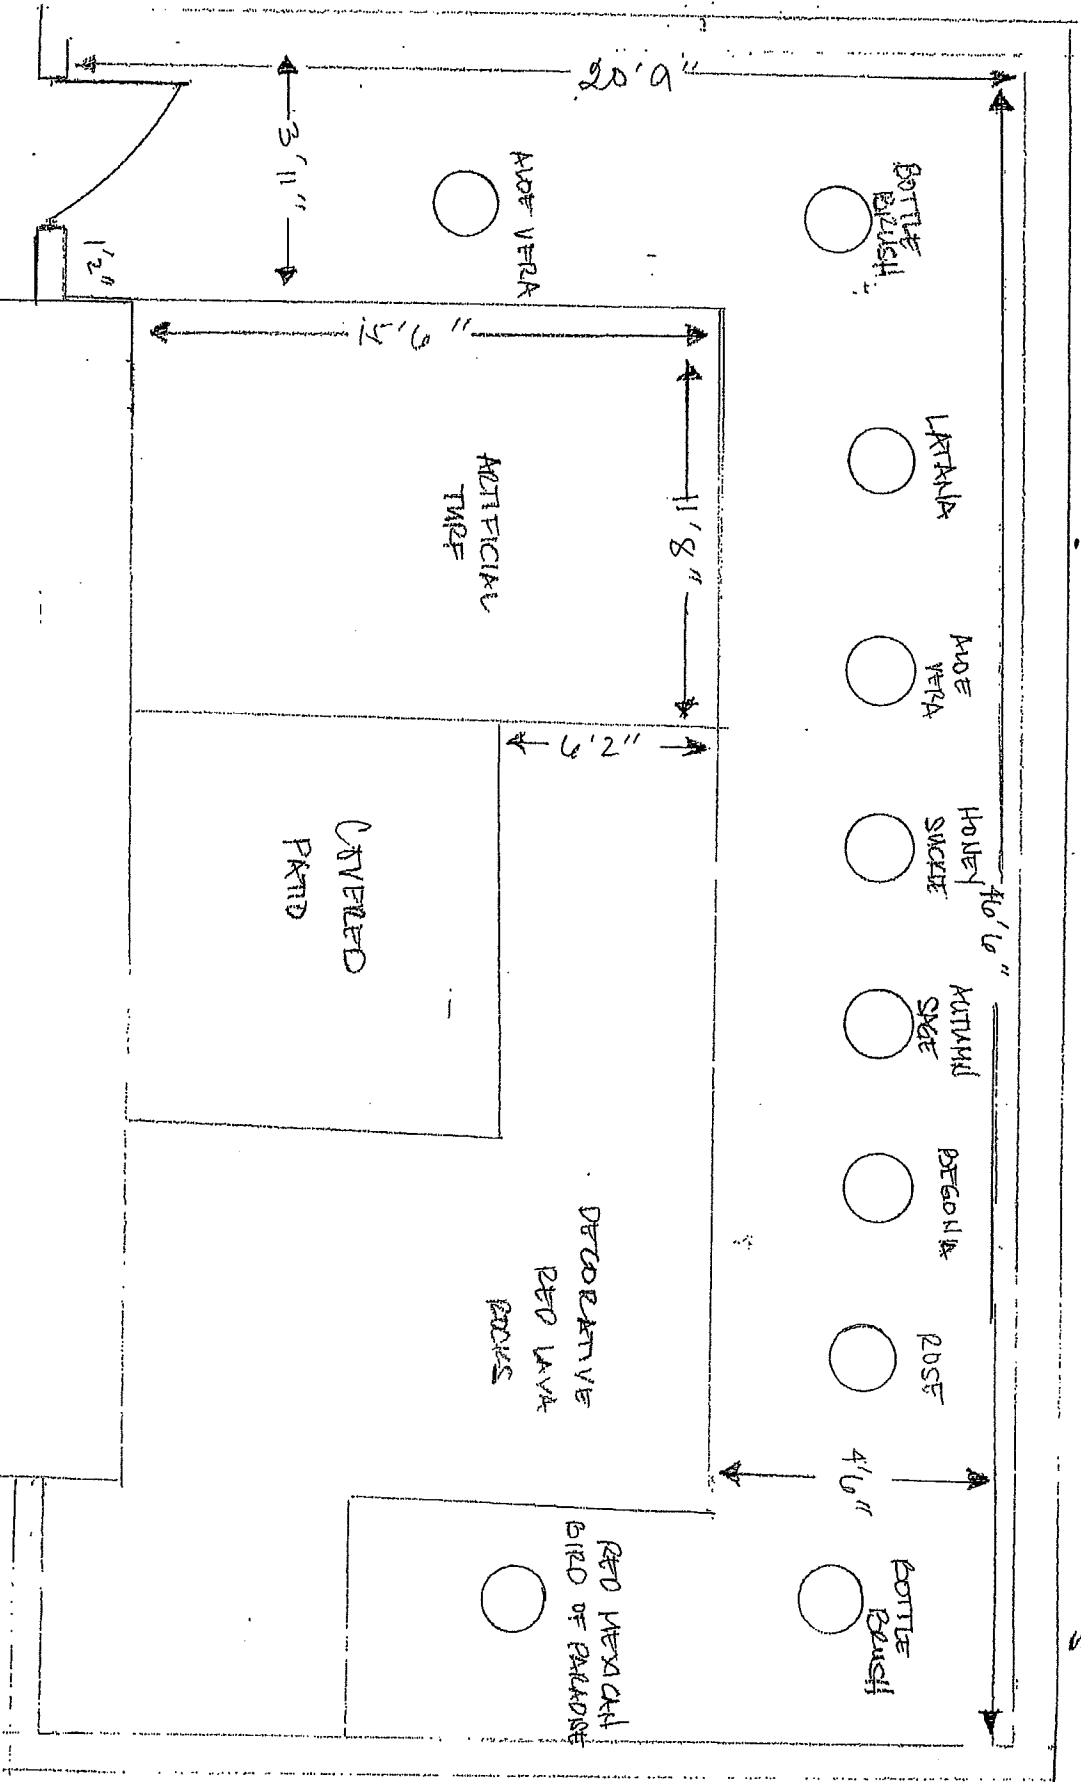 20'9"
3'11"
1'2"
ALOE VERA
BOTTLE
BRUSH
15'6"
11'8"
ARTIFICIAL
TURF
LATANA
ALOE
VERA
6'2"
COVERED
PATIO
HONEY
SUCKLE
46'6"
AUTUMN
SAGE
BEGONIA
DECORATIVE
RED LAVA
ROCKS
ROSE
4'6"
RED MEXICAN
BIRD OF PARADISE
BOTTLE
BRUSH